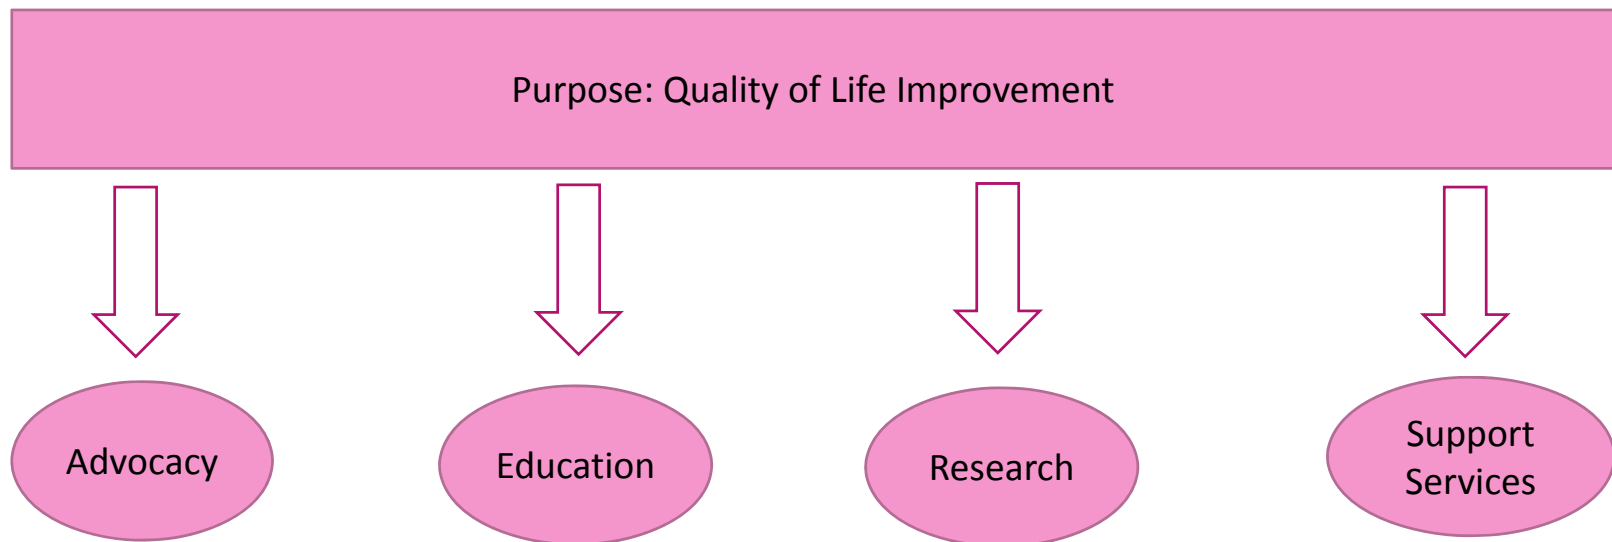 Purpose: Quality of Life Improvement
Advocacy
Education
Research
Support
Services